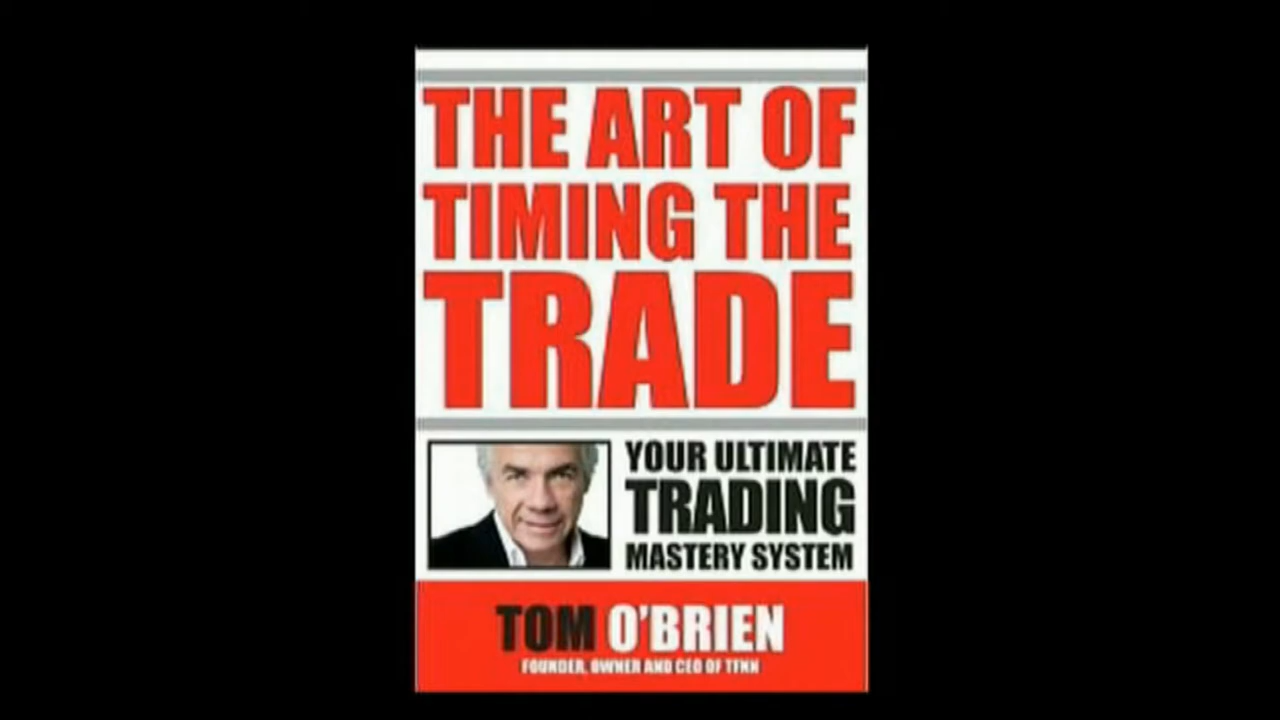 THE ART OF
TIMING THE
TRADE
YOUR ULTIMATE
TRADING
MASTERY SYSTEM
TOM O'BRIEN
FOUNDER, OWNER AND CEO OF TFNN